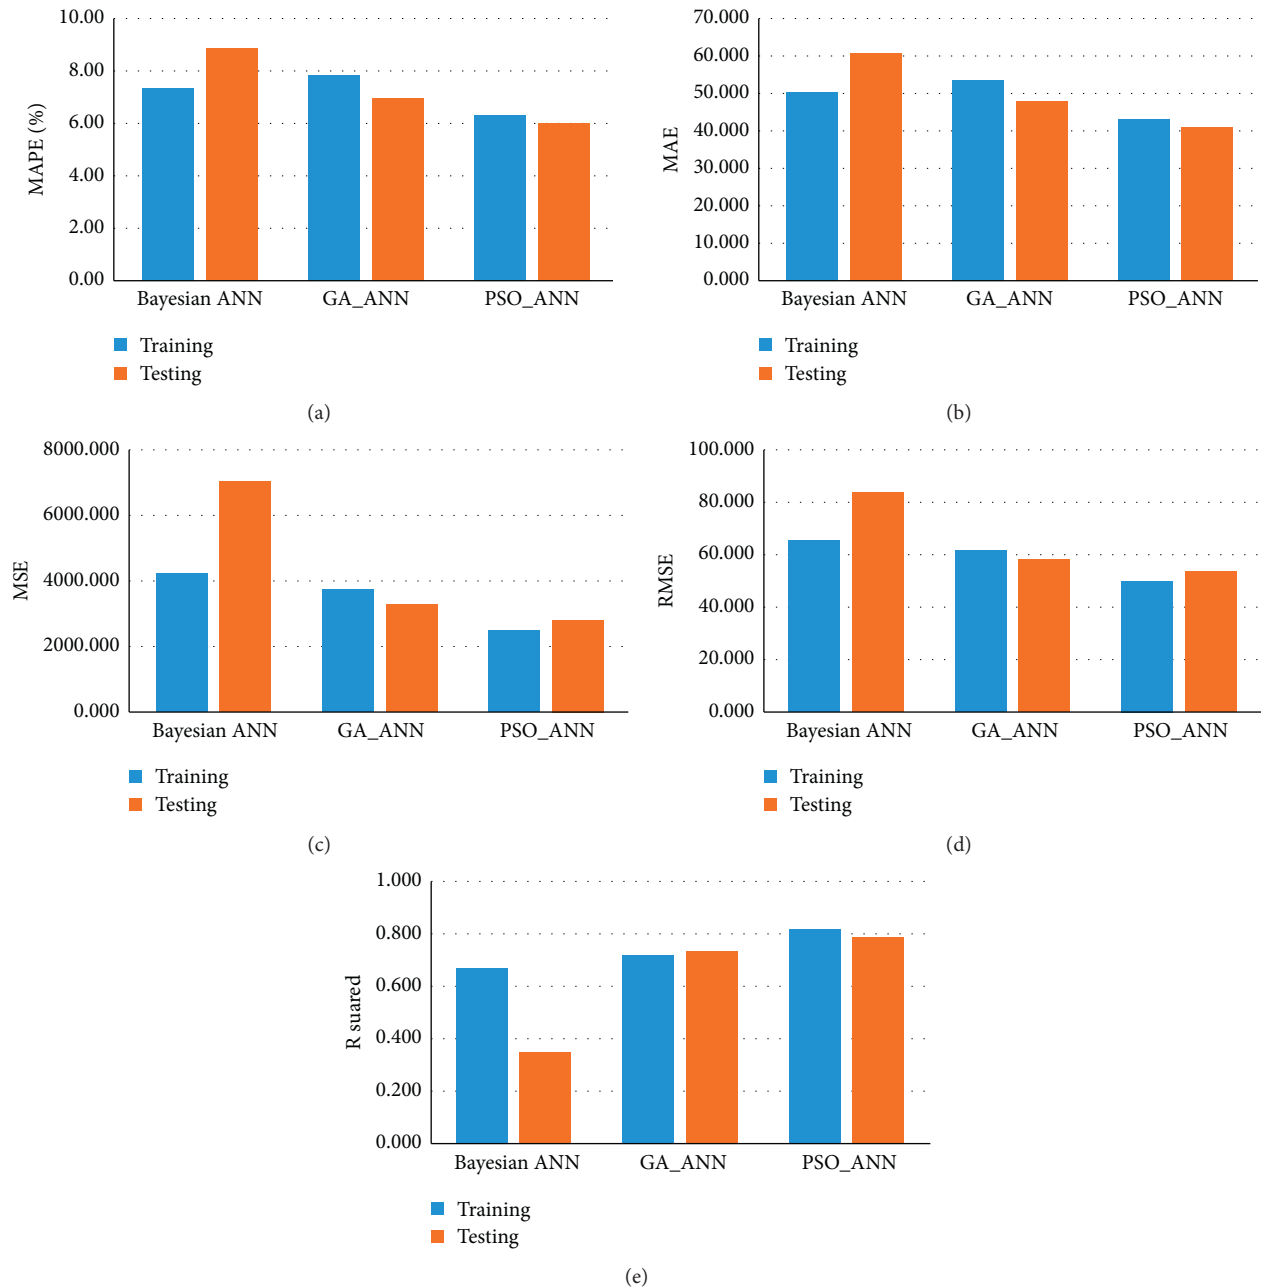 10.00
8.00
6.00
4.00
2.00
0.00
MAPE (%)
Bayesian ANN
GA_ANN
PSO_ANN
Training
Testing
(a)
70.000
60.000
50.000
40.000
30.000
20.000
10.000
0.000
MAE
Bayesian ANN
GA_ANN
PSO_ANN
Training
Testing
(b)
8000.000
6000.000
4000.000
2000.000
0.000
MSE
Bayesian ANN
GA_ANN
PSO_ANN
Training
Testing
(c)
100.000
80.000
60.000
40.000
20.000
0.000
RMSE
Bayesian ANN
GA_ANN
PSO_ANN
Training
Testing
(d)
1.000
0.800
0.600
0.400
0.200
0.000
R suared
Bayesian ANN
GA_ANN
PSO_ANN
Training
Testing
(e)